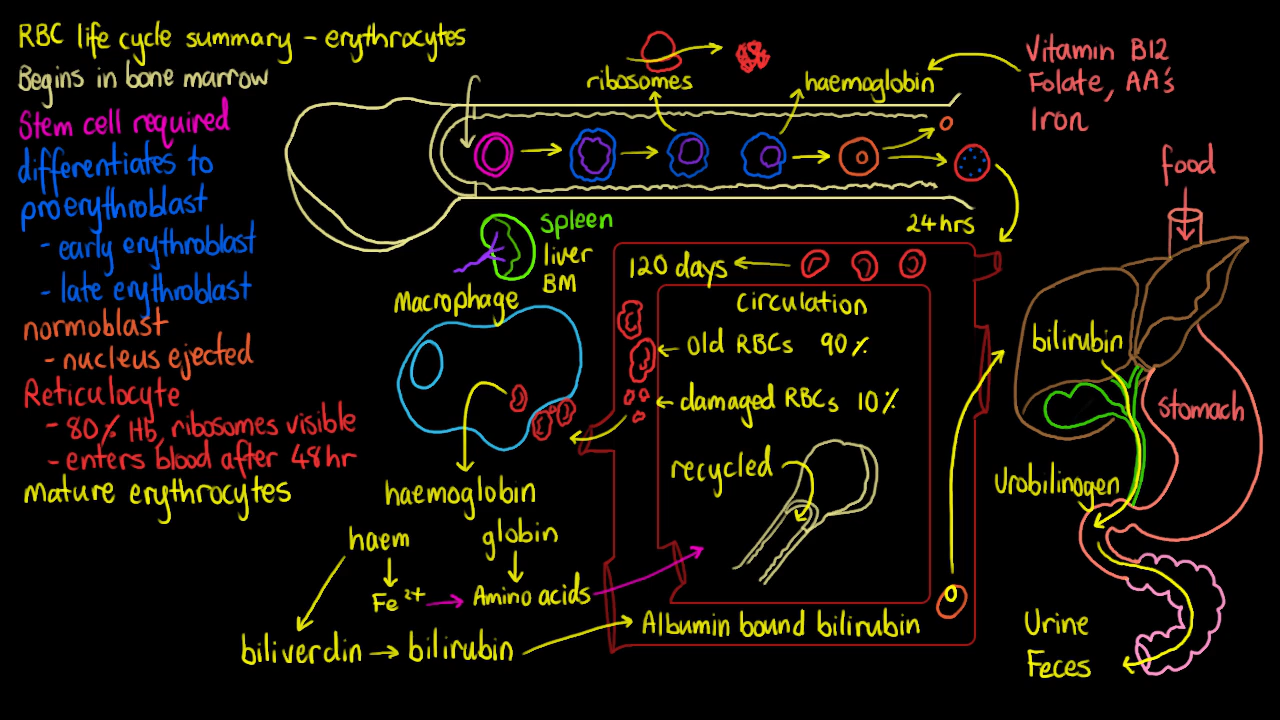 RBC life cycle summary - erythrocytes
Begins in bone marrow
Stem cell required
differentiates to
proerythroblast
- early erythroblast
- late erythroblast
normoblast
- nucleus ejected
Reticulocyte
- 80% Hb, ribosomes visible
- enters blood after 48hr
mature erythrocytes
ribosomes
haemoglobin
Vitamin B12
Folate, AA's
Iron
24 hrs
food
spleen
liver
BM
Macrophage
120 days
circulation
Old RBCs 90%
damaged RBCs 10%
recycled
haemoglobin
haem
globin
Fe2+
Amino acids
biliverdin → bilirubin
Albumin bound bilirubin
bilirubin
stomach
Urobilinogen
Urine
Feces